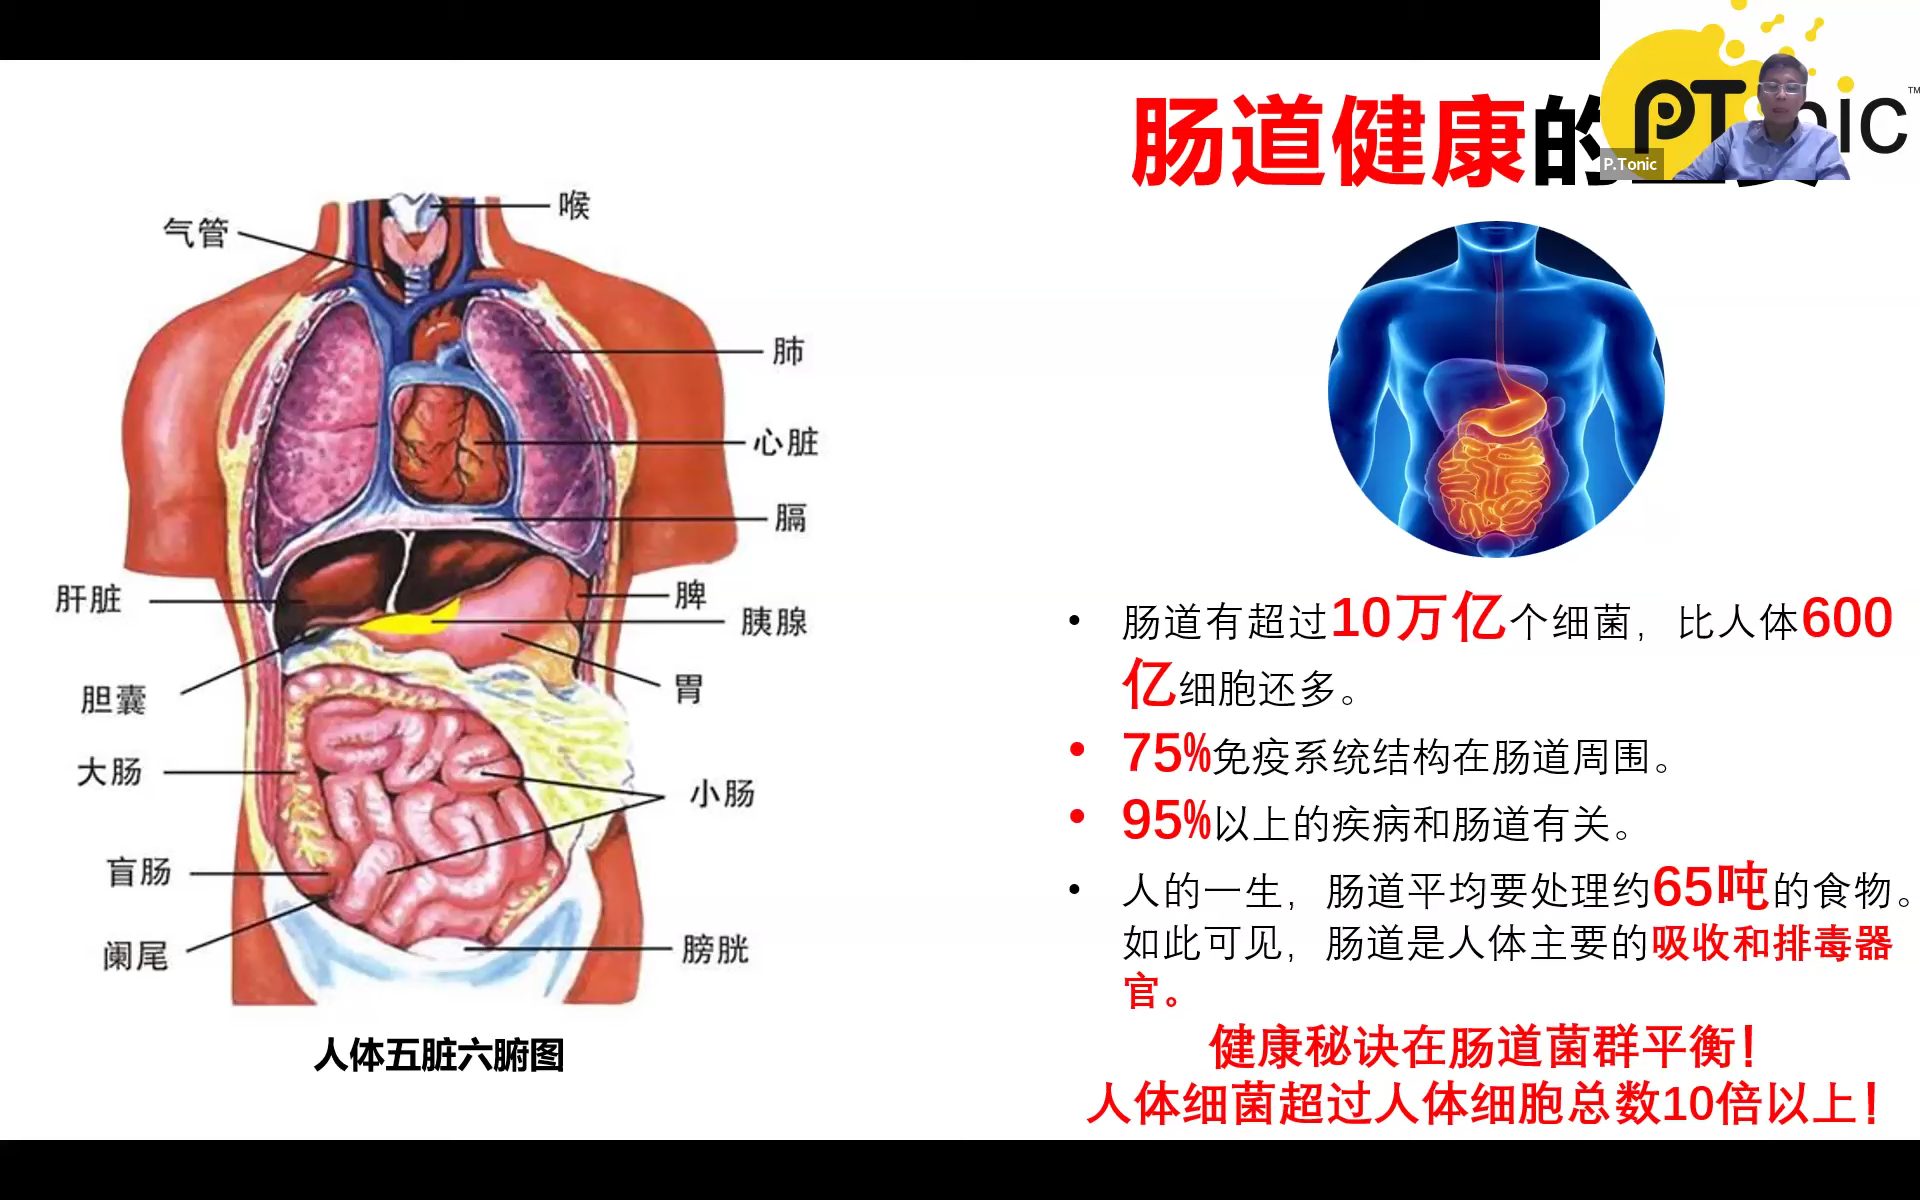 PTonic™
P.Tonic
肠道健康的
喉
气管
肺
心脏
膈
肝脏
脾
胰腺
胆囊
胃
大肠
小肠
盲肠
阑尾
膀胱
人体五脏六腑图
• 肠道有超过10万亿个细菌，比人体600
亿细胞还多。
• 75%免疫系统结构在肠道周围。
• 95%以上的疾病和肠道有关。
• 人的一生，肠道平均要处理约65吨的食物。
如此可见，肠道是人体主要的吸收和排毒器
官。
健康秘诀在肠道菌群平衡！
人体细菌超过人体细胞总数10倍以上！